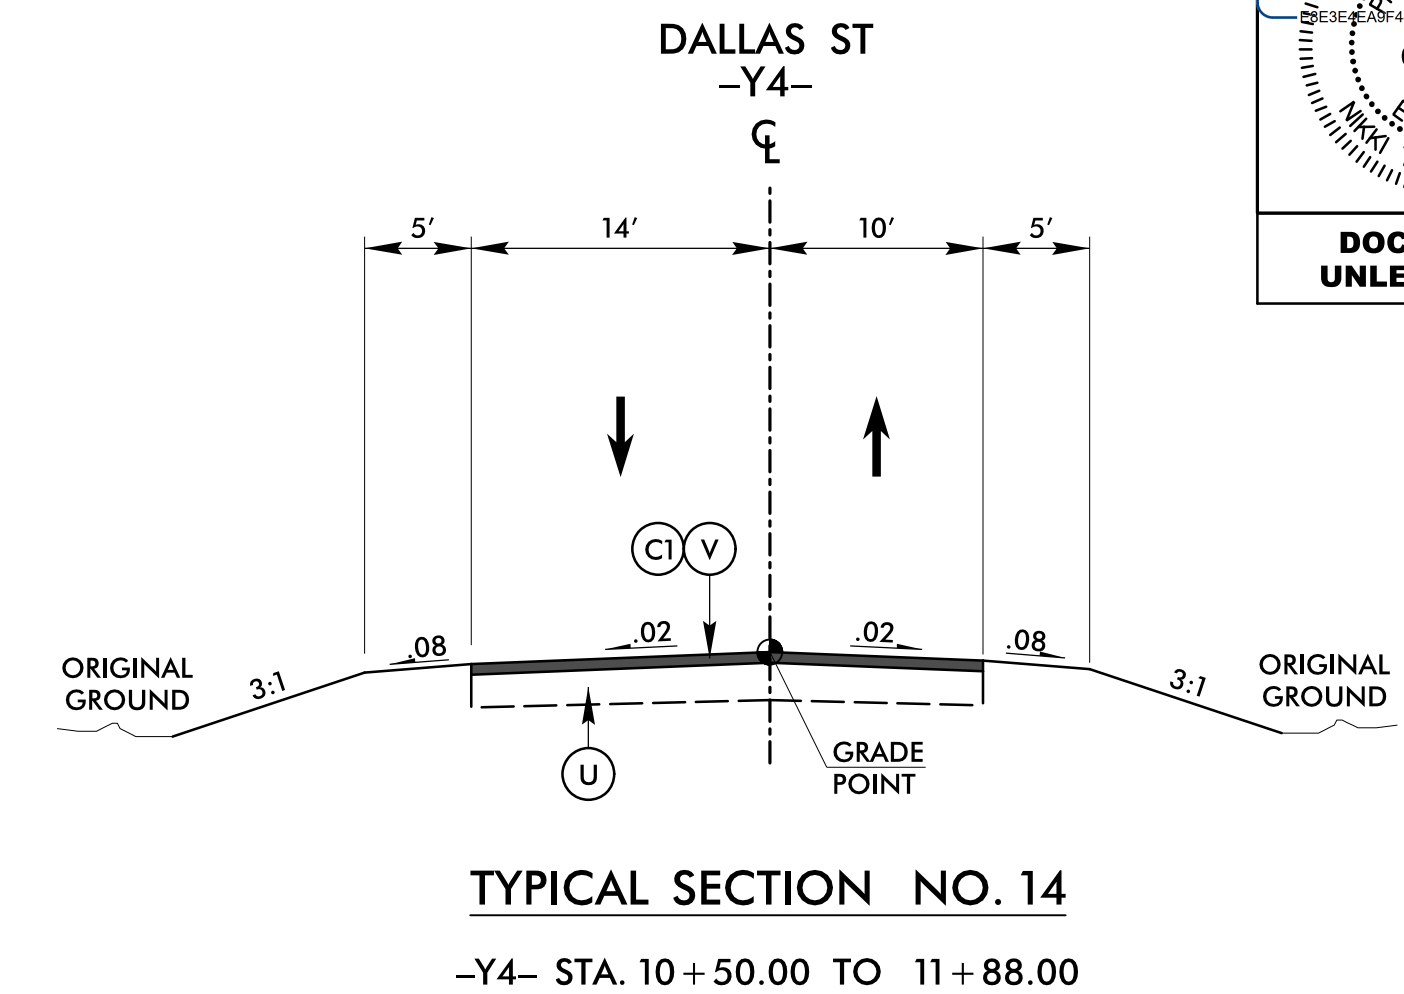 DALLAS ST
–Y4–
℄
E8E3E4EA9F4
NIKKI
DOC
UNLE
5' 14' 10' 5'
C1 V
.08 .02 .02 .08
ORIGINAL
GROUND
3:1
3:1
ORIGINAL
GROUND
U
GRADE
POINT
TYPICAL SECTION NO. 14
–Y4– STA. 10+50.00 TO 11+88.00